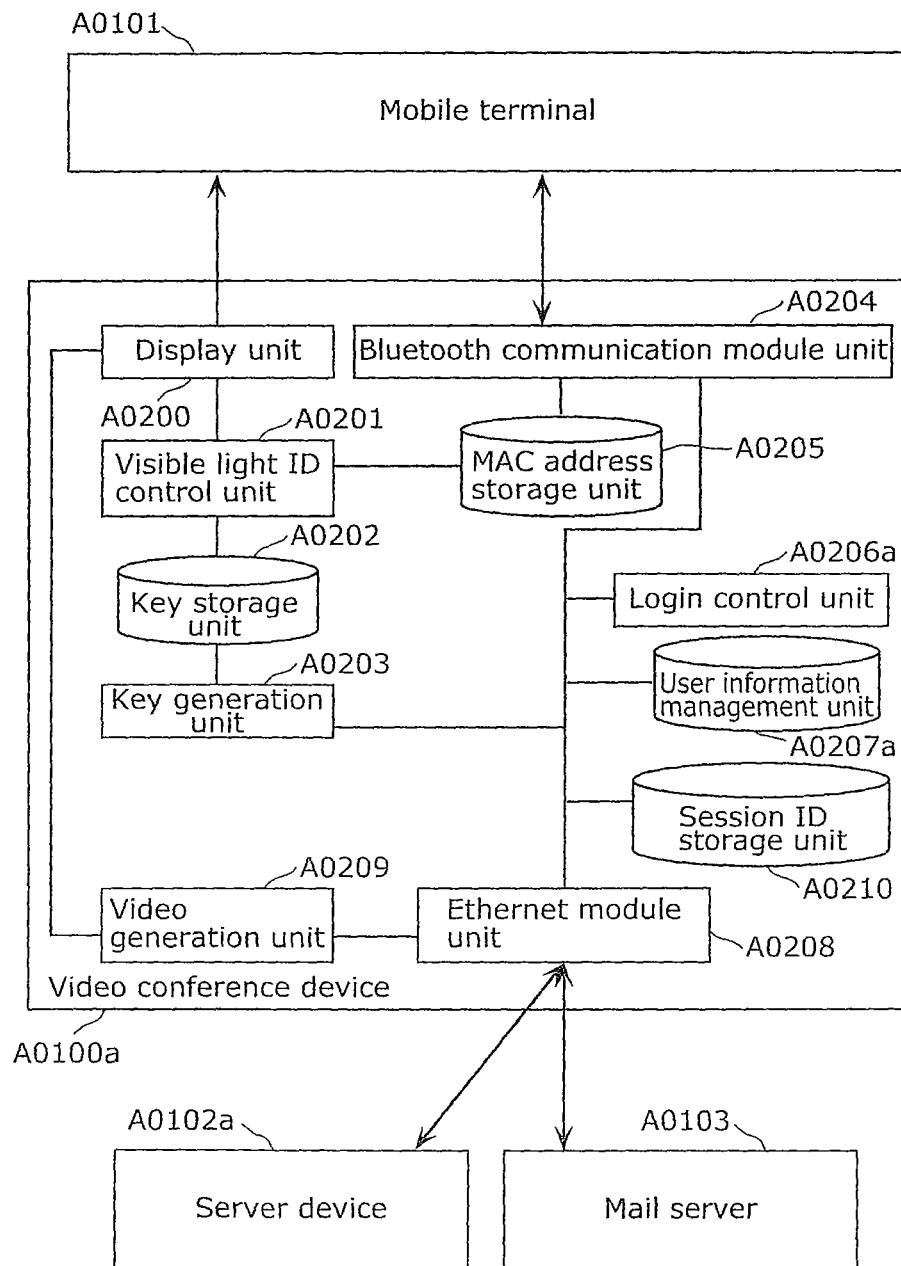 A0101
Mobile terminal
A0204
Display unit
Bluetooth communication module unit
A0200
A0201
Visible light ID
control unit
MAC address
storage unit
A0205
A0202
Key storage
unit
A0206a
Login control unit
A0203
Key generation
unit
User information
management unit
A0207a
Session ID
storage unit
A0210
A0209
Video
generation unit
Ethernet module
unit
A0208
Video conference device
A0100a
A0102a
A0103
Server device
Mail server